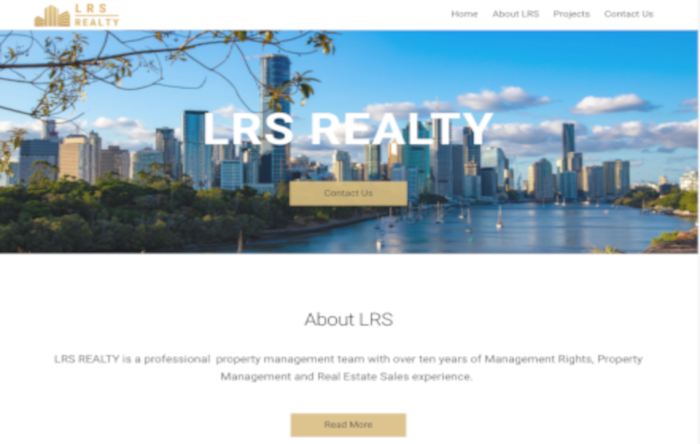 LRS
REALTY
Home About LRS Projects Contact Us
LRS REALTY
Contact Us
About LRS
LRS REALTY is a professional property management team with over ten years of Management Rights, Property
Management and Real Estate Sales experience.
Read More